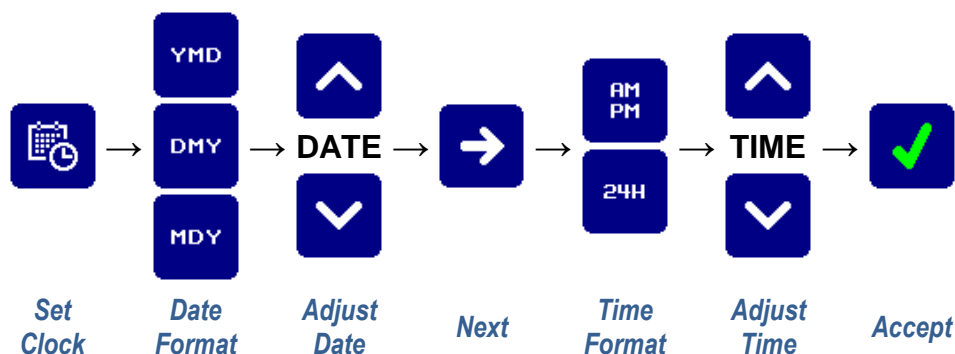 YMD
DMY
MDY
DATE
AM
PM
24H
TIME
Set
Clock
Date
Format
Adjust
Date
Next
Time
Format
Adjust
Time
Accept